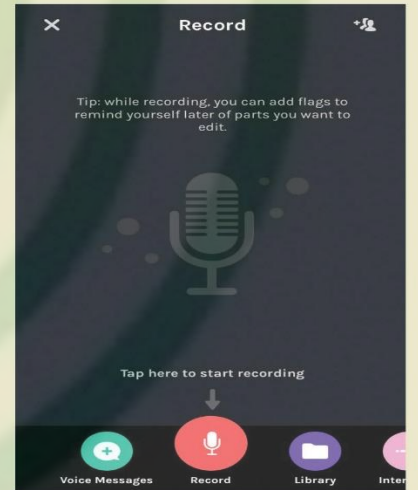 Record
Tip: while recording, you can add flags to
remind yourself later of parts you want to
edit.
Tap here to start recording
Voice Messages
Record
Library
Inter